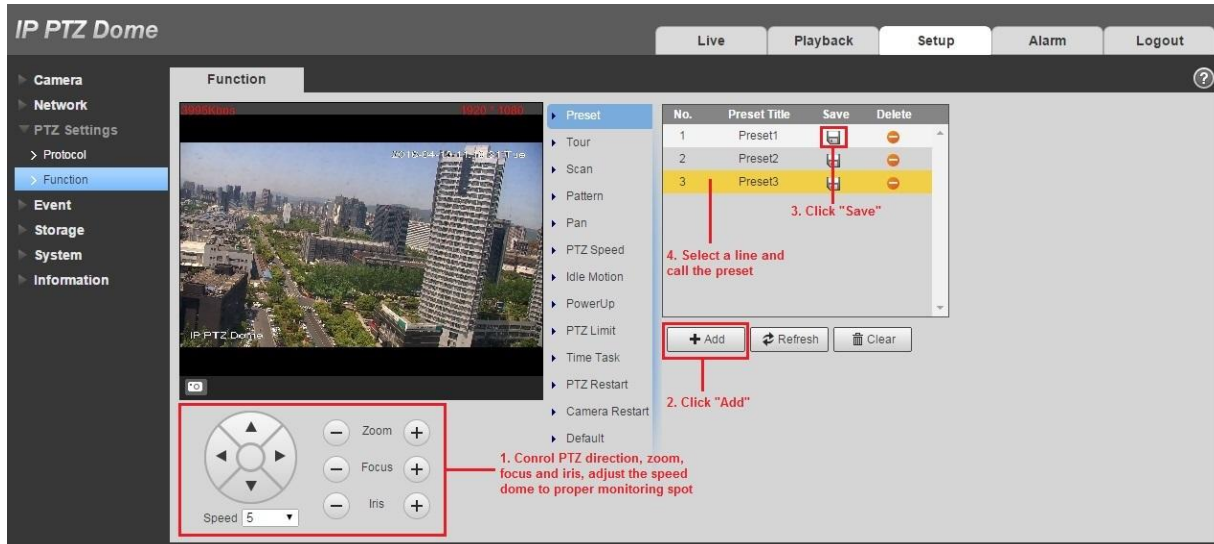 IP PTZ Dome
Live
Playback
Setup
Alarm
Logout
Camera
Network
PTZ Settings
Protocol
Function
Event
Storage
System
Information
Function
?
3995Kbps
1920 * 1080
IP PTZ Dome
Preset
Tour
Scan
Pattern
Pan
PTZ Speed
Idle Motion
PowerUp
PTZ Limit
Time Task
PTZ Restart
Camera Restart
Default
No. Preset Title Save Delete
1 Preset1
2 Preset2
3 Preset3
3. Click "Save"
4. Select a line and
call the preset
Add
Refresh
Clear
2. Click "Add"
Zoom
Focus
Iris
Speed 5
1. Conrol PTZ direction, zoom,
focus and iris, adjust the speed
dome to proper monitoring spot